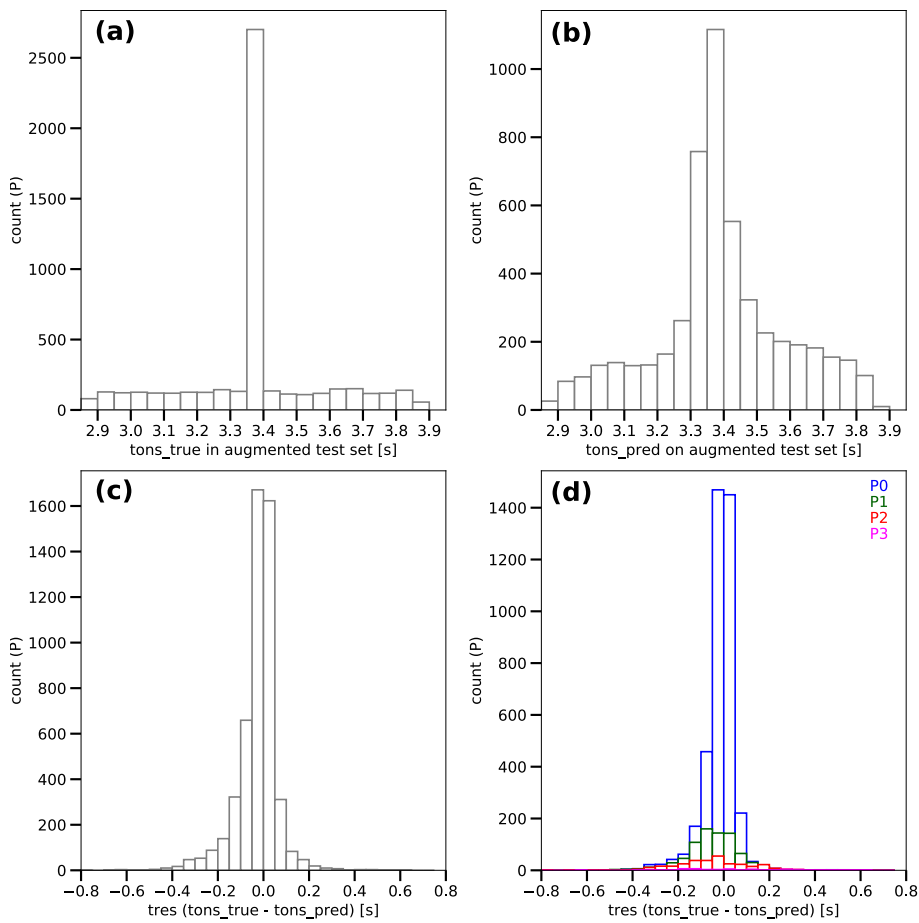 (a)
2500
2000
1500
1000
500
0
count (P)
2.9 3.0 3.1 3.2 3.3 3.4 3.5 3.6 3.7 3.8 3.9
tons_true in augmented test set [s]
(b)
1000
800
600
400
200
0
count (P)
2.9 3.0 3.1 3.2 3.3 3.4 3.5 3.6 3.7 3.8 3.9
tons_pred on augmented test set [s]
(c)
1600
1400
1200
1000
800
600
400
200
0
count (P)
−0.8 −0.6 −0.4 −0.2 0.0 0.2 0.4 0.6 0.8
tres (tons_true - tons_pred) [s]
(d)
P0
P1
P2
P3
1400
1200
1000
800
600
400
200
0
count (P)
−0.8 −0.6 −0.4 −0.2 0.0 0.2 0.4 0.6 0.8
tres (tons_true - tons_pred) [s]